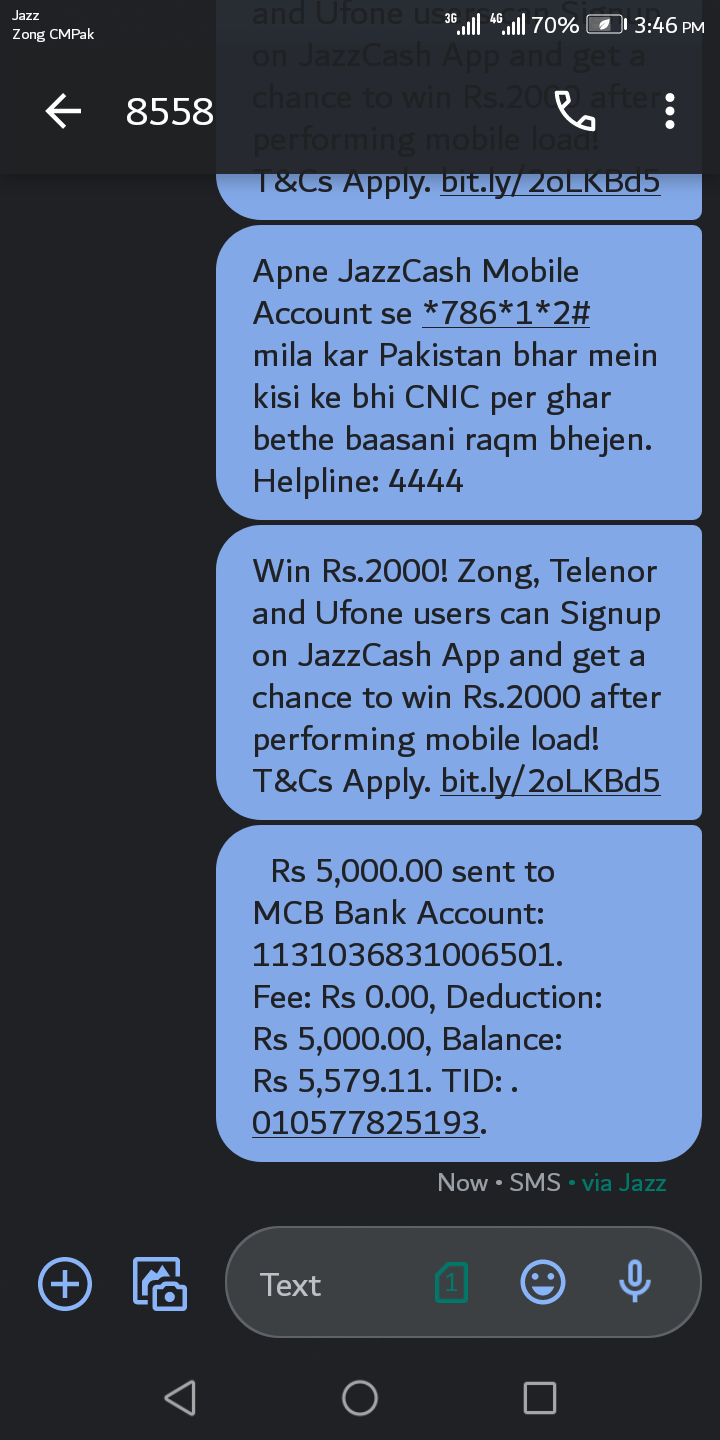 Jazz
Zong CMPak
3G 4G 70% 3:46 PM
and Ufone users can Signup
on JazzCash App and get a
8558
chance to win Rs.2000 after
performing mobile load!
T&Cs Apply. bit.ly/2oLKBd5
Apne JazzCash Mobile
Account se *786*1*2#
mila kar Pakistan bhar mein
kisi ke bhi CNIC per ghar
bethe baasani raqm bhejen.
Helpline: 4444
Win Rs.2000! Zong, Telenor
and Ufone users can Signup
on JazzCash App and get a
chance to win Rs.2000 after
performing mobile load!
T&Cs Apply. bit.ly/2oLKBd5
Rs 5,000.00 sent to
MCB Bank Account:
1131036831006501.
Fee: Rs 0.00, Deduction:
Rs 5,000.00, Balance:
Rs 5,579.11. TID: .
010577825193.
Now • SMS • via Jazz
Text
1